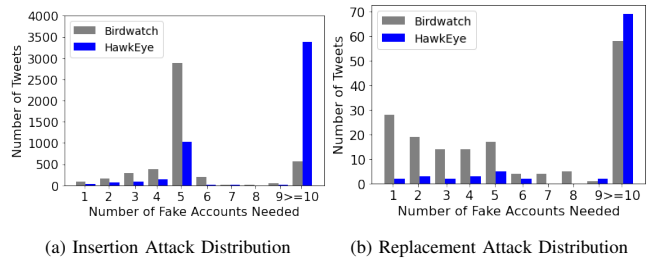 4000
3500
3000
2500
2000
1500
1000
500
0
Number of Tweets
Birdwatch
HawkEye
1 2 3 4 5 6 7 8 9>=10
Number of Fake Accounts Needed
(a) Insertion Attack Distribution
70
60
50
40
30
20
10
0
Number of Tweets
Birdwatch
HawkEye
1 2 3 4 5 6 7 8 9>=10
Number of Fake Accounts Needed
(b) Replacement Attack Distribution